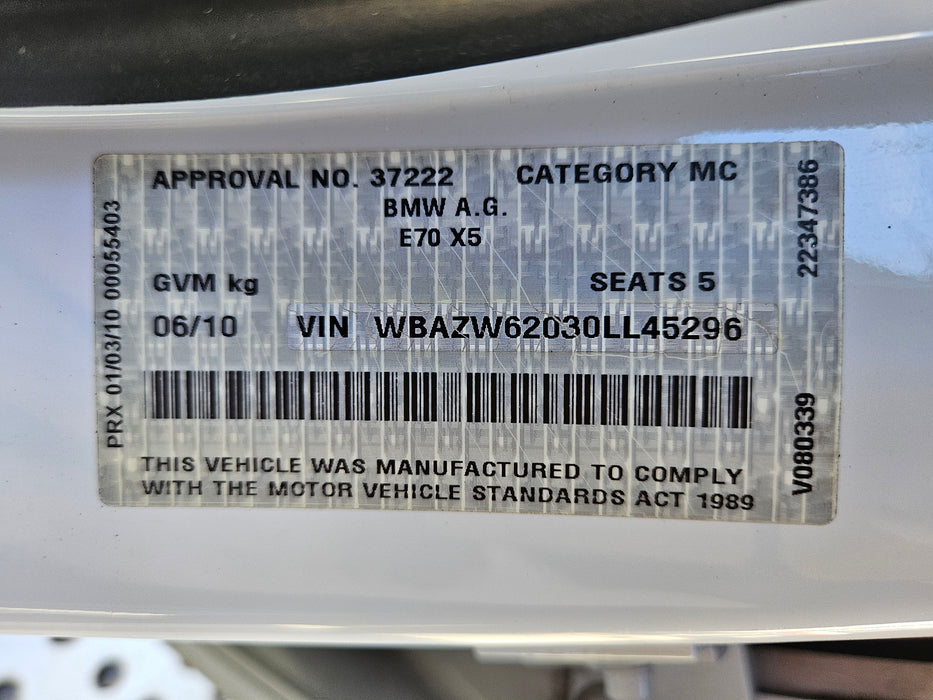 APPROVAL NO. 37222 CATEGORY MC
BMW A.G.
E70 X5
GVM kg SEATS 5
06/10 VIN WBAZW62030LL45296
THIS VEHICLE WAS MANUFACTURED TO COMPLY
WITH THE MOTOR VEHICLE STANDARDS ACT 1989
PRX 01/03/10 00055403
22347386
V080339